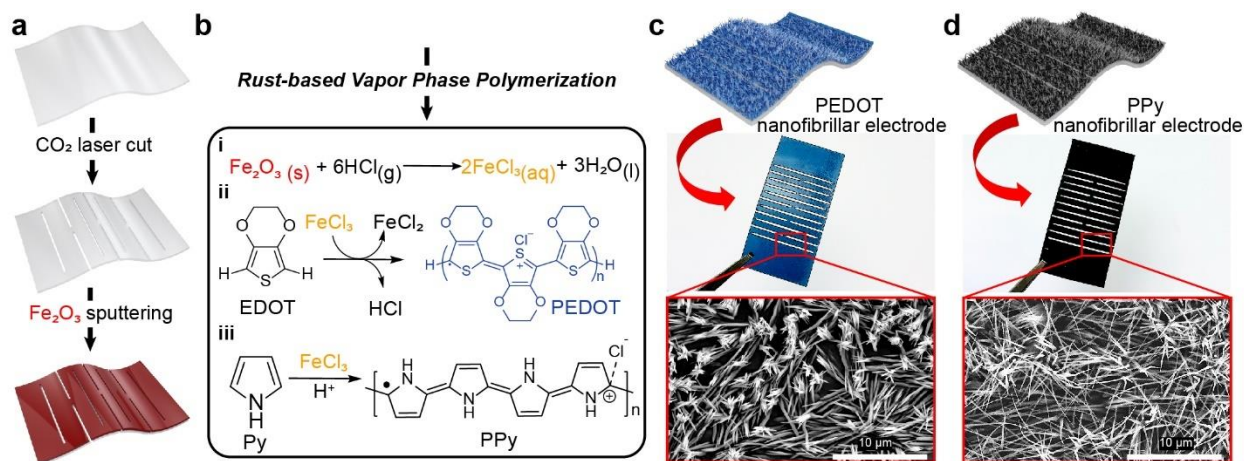 a
CO₂ laser cut
Fe₂O₃ sputtering
b
Rust-based Vapor Phase Polymerization
i
Fe₂O₃ (s) + 6HCl(g) ⟶ 2FeCl₃(aq) + 3H₂O(l)
ii
O O
FeCl₃ FeCl₂
H S H
EDOT
HCl
O O Cl⁻ O O
H S S + S H n
O O
PEDOT
iii
N
H
Py
FeCl₃
H⁺
H H Cl⁻
N N N N
H H ⊕ n
PPy
c
PEDOT
nanofibrillar electrode
10 µm
d
PPy
nanofibrillar electrode
10 µm